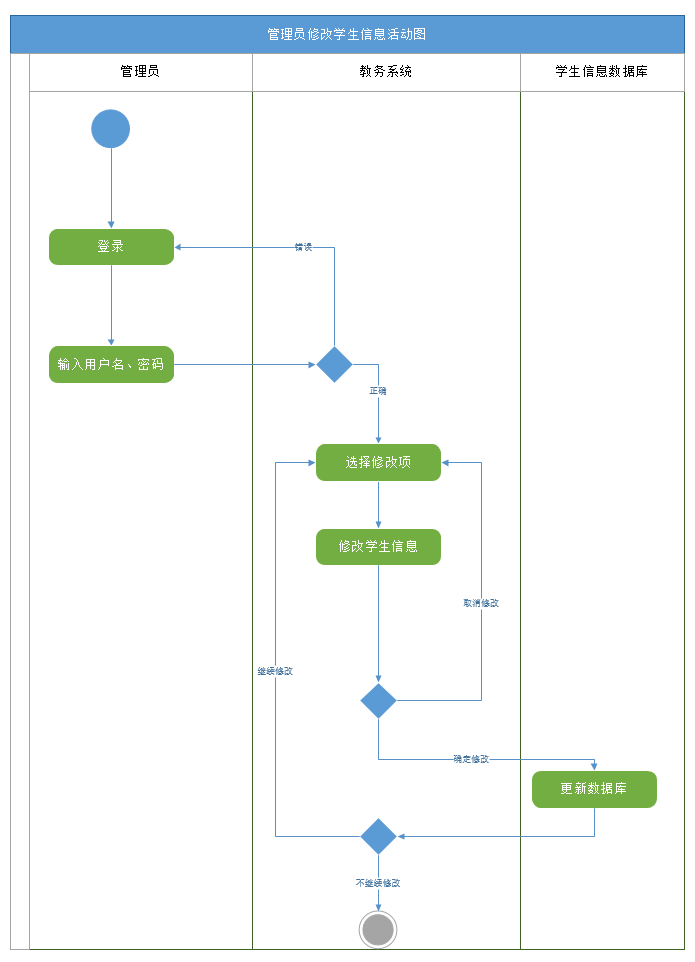 管理员修改学生信息活动图
管理员
教务系统
学生信息数据库
登录
错误
输入用户名、密码
正确
选择修改项
修改学生信息
取消修改
继续修改
确定修改
更新数据库
不继续修改